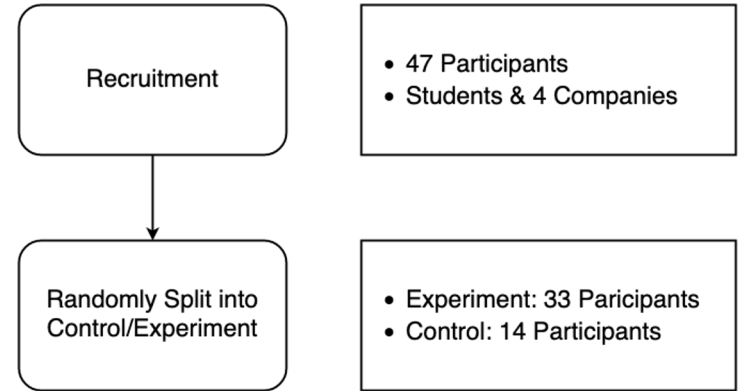 Recruitment
• 47 Participants
• Students & 4 Companies
Randomly Split into
Control/Experiment
• Experiment: 33 Paricipants
• Control: 14 Participants